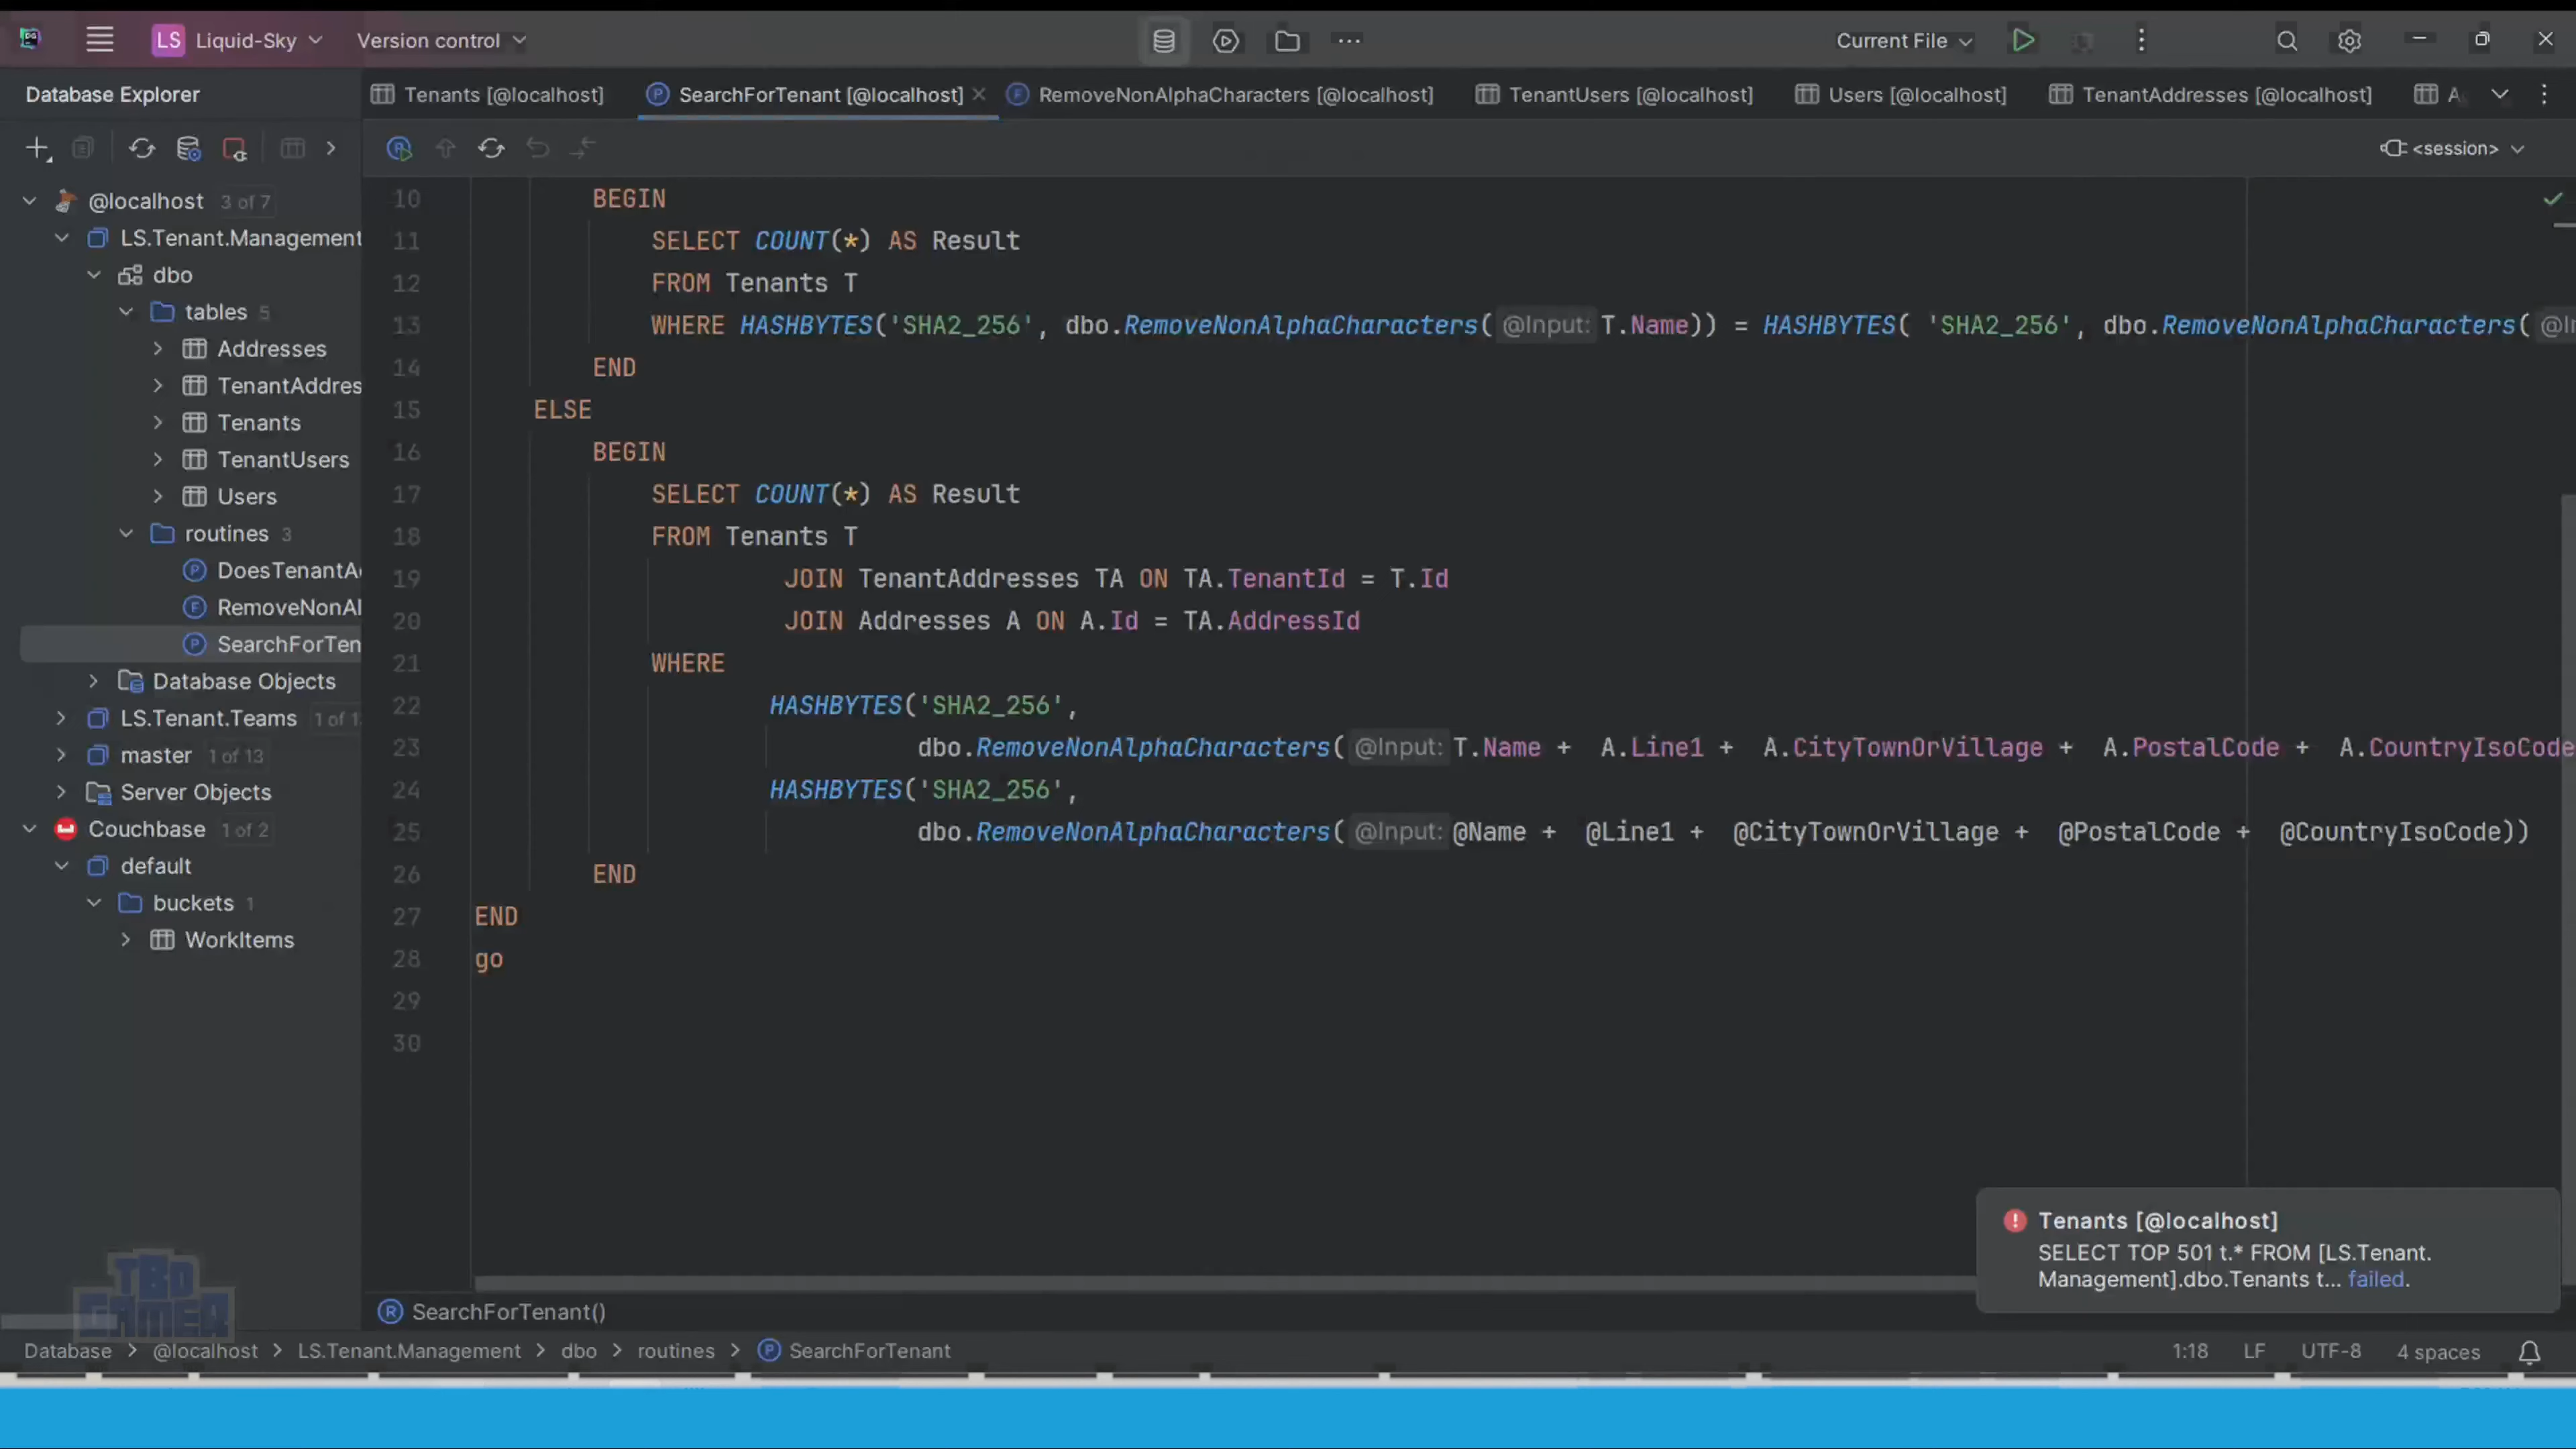 LS Liquid-Sky Version control
Current File
Database Explorer
Tenants [@localhost] SearchForTenant [@localhost] RemoveNonAlphaCharacters [@localhost] TenantUsers [@localhost] Users [@localhost] TenantAddresses [@localhost]
<session>
@localhost 3 of 7
LS.Tenant.Management
dbo
tables 5
Addresses
TenantAddres
Tenants
TenantUsers
Users
routines 3
DoesTenantA
RemoveNonAl
SearchForTen
Database Objects
LS.Tenant.Teams 1 of 1
master 1 of 13
Server Objects
Couchbase 1 of 2
default
buckets 1
WorkItems
10 BEGIN
11 SELECT COUNT(*) AS Result
12 FROM Tenants T
13 WHERE HASHBYTES('SHA2_256', dbo.RemoveNonAlphaCharacters( @Input: T.Name)) = HASHBYTES( 'SHA2_256', dbo.RemoveNonAlphaCharacters( @In
14 END
15 ELSE
16 BEGIN
17 SELECT COUNT(*) AS Result
18 FROM Tenants T
19 JOIN TenantAddresses TA ON TA.TenantId = T.Id
20 JOIN Addresses A ON A.Id = TA.AddressId
21 WHERE
22 HASHBYTES('SHA2_256',
23 dbo.RemoveNonAlphaCharacters( @Input: T.Name + A.Line1 + A.CityTownOrVillage + A.PostalCode + A.CountryIsoCode
24 HASHBYTES('SHA2_256',
25 dbo.RemoveNonAlphaCharacters( @Input: @Name + @Line1 + @CityTownOrVillage + @PostalCode + @CountryIsoCode))
26 END
27 END
28 go
29
30
Tenants [@localhost]
SELECT TOP 501 t.* FROM [LS.Tenant.
Management].dbo.Tenants t... failed.
TBD
GAMER
SearchForTenant()
Database > @localhost > LS.Tenant.Management > dbo > routines > SearchForTenant
1:18 LF UTF-8 4 spaces